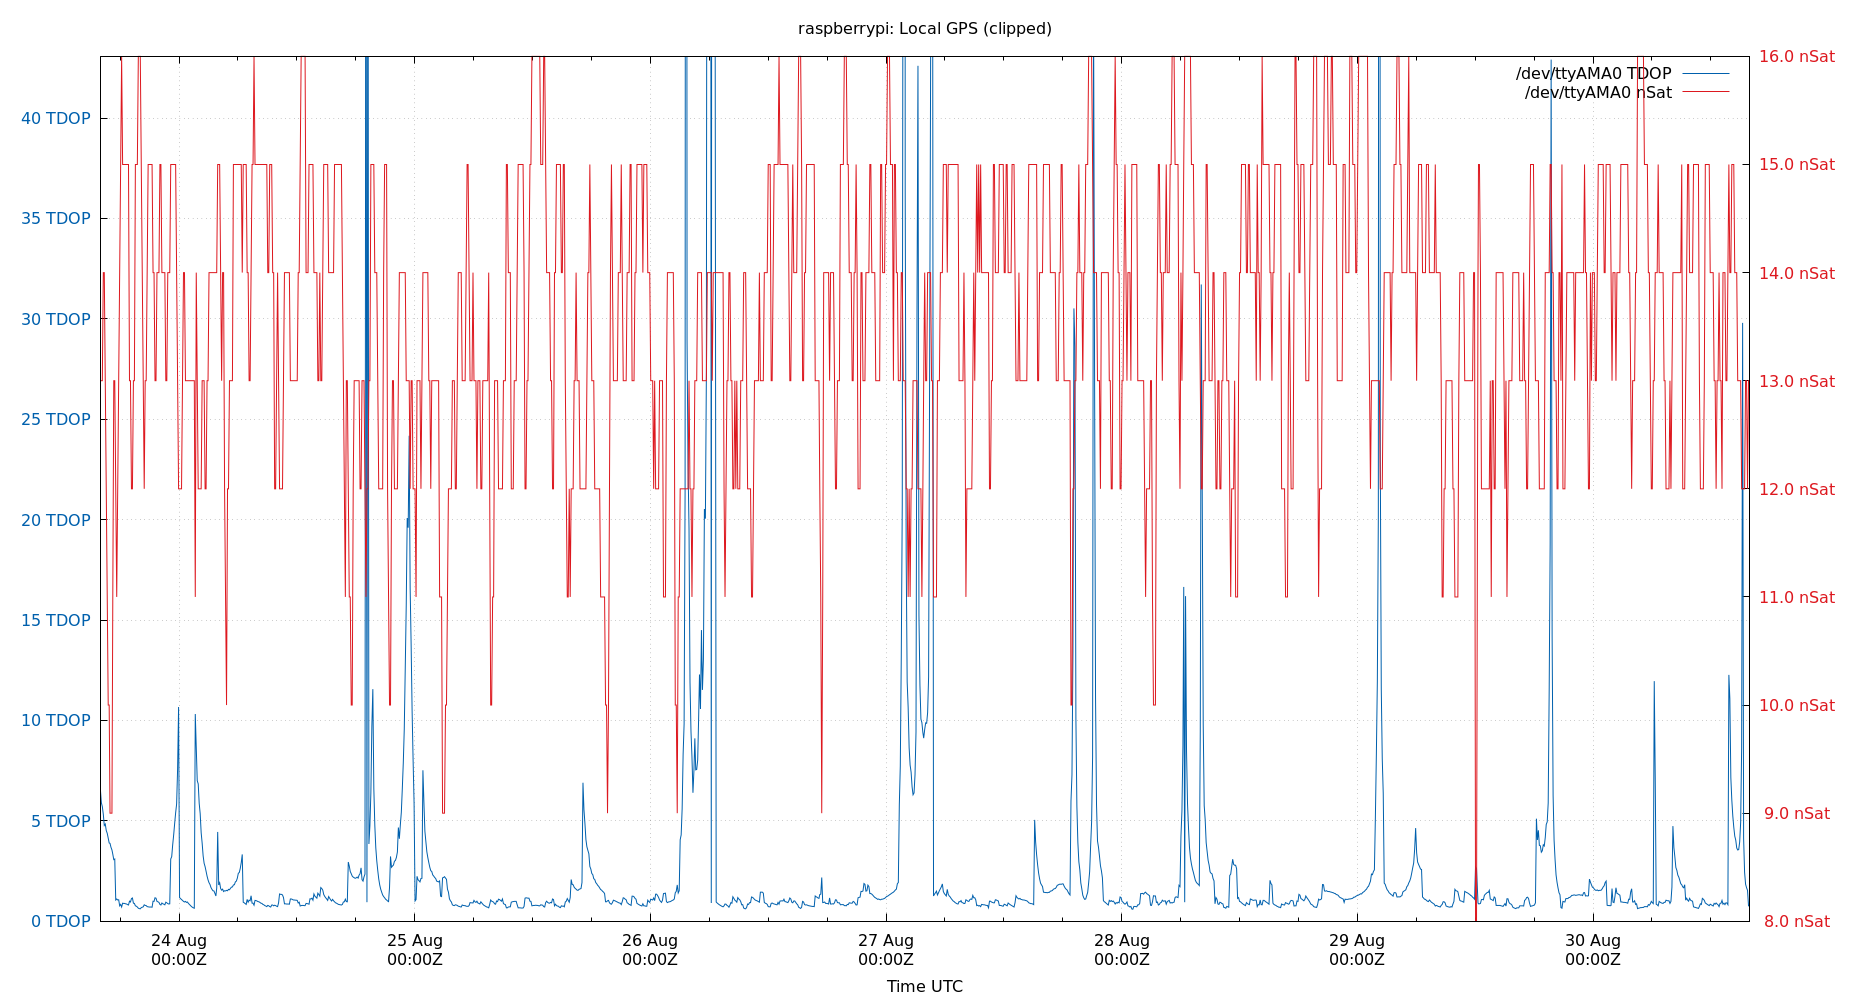 raspberrypi: Local GPS (clipped)
/dev/ttyAMA0 TDOP
/dev/ttyAMA0 nSat
40 TDOP
35 TDOP
30 TDOP
25 TDOP
20 TDOP
15 TDOP
10 TDOP
5 TDOP
0 TDOP
16.0 nSat
15.0 nSat
14.0 nSat
13.0 nSat
12.0 nSat
11.0 nSat
10.0 nSat
9.0 nSat
8.0 nSat
24 Aug
00:00Z
25 Aug
00:00Z
26 Aug
00:00Z
27 Aug
00:00Z
28 Aug
00:00Z
29 Aug
00:00Z
30 Aug
00:00Z
Time UTC